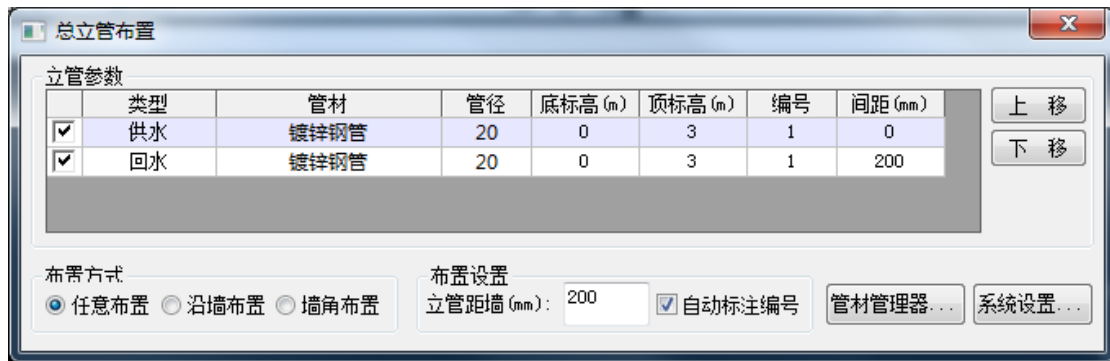 总立管布置
立管参数
类型 管材 管径 底标高(m) 顶标高(m) 编号 间距(mm)
供水 镀锌钢管 20 0 3 1 0
回水 镀锌钢管 20 0 3 1 200
上 移
下 移
布置方式
任意布置 沿墙布置 墙角布置
布置设置
立管距墙(mm): 200 自动标注编号
管材管理器... 系统设置...